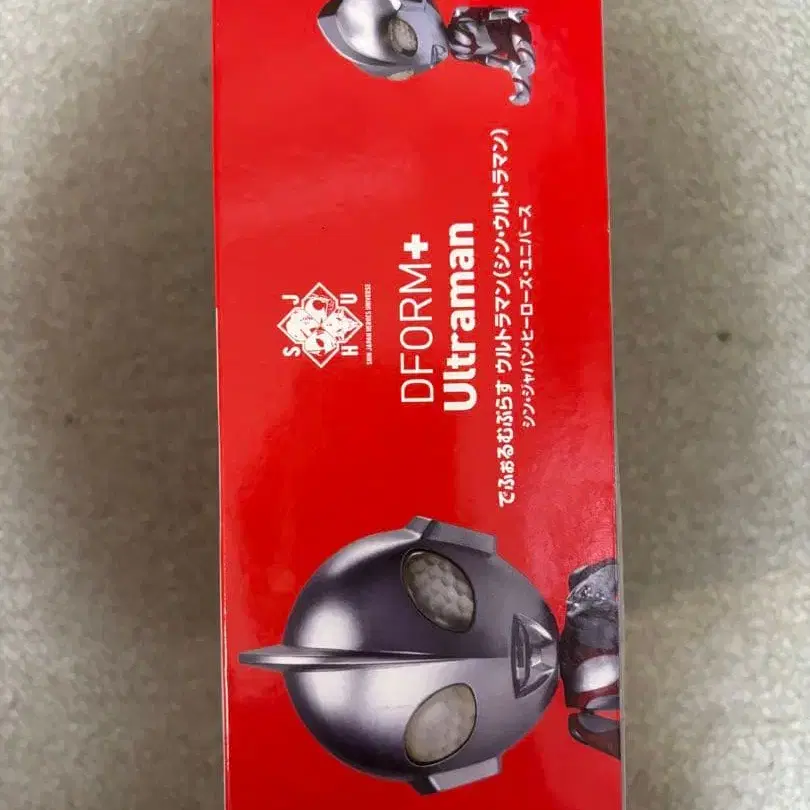 S J
H U
SHIN JAPAN HEROES UNIVERSE
DFORM+
Ultraman
でふぉるむぷらす ウルトラマン(シン・ウルトラマン)
シン・ジャパン・ヒーローズ・ユニバース